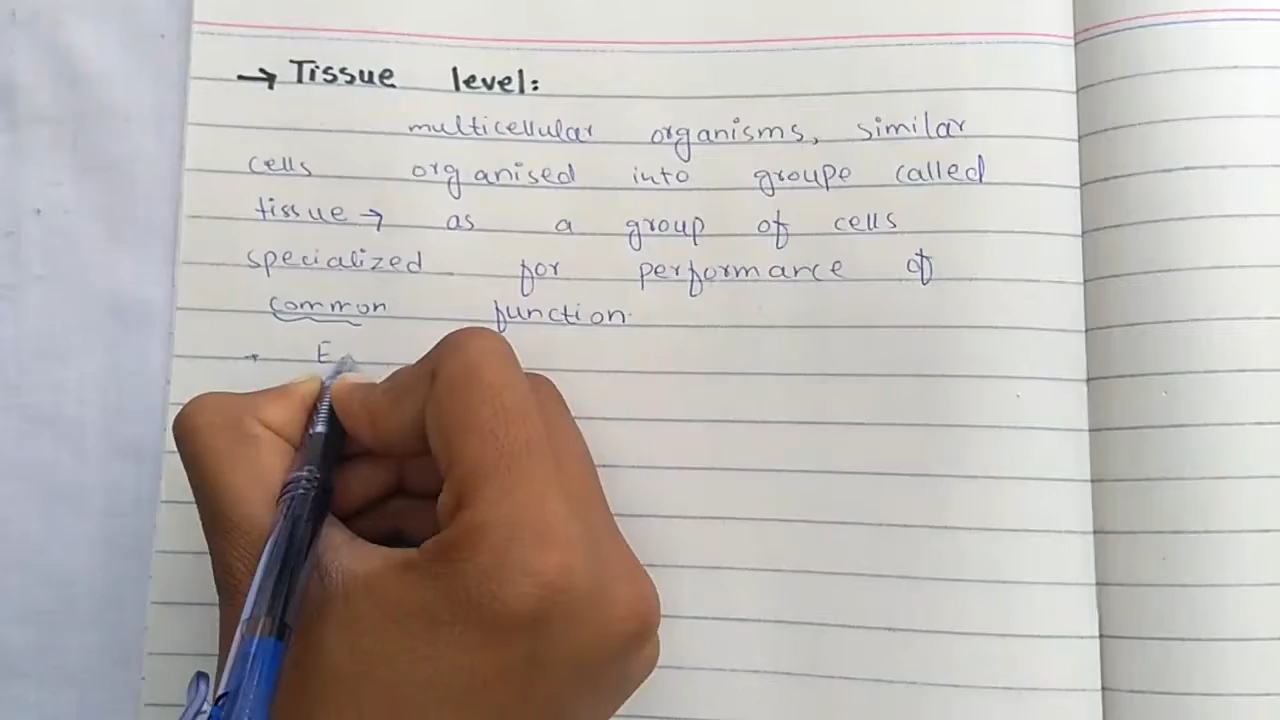 → Tissue level:
multicellular organisms, similar
cells organised into groupe called
tissue → as a group of cells
specialized for performance of
common function.
→ E